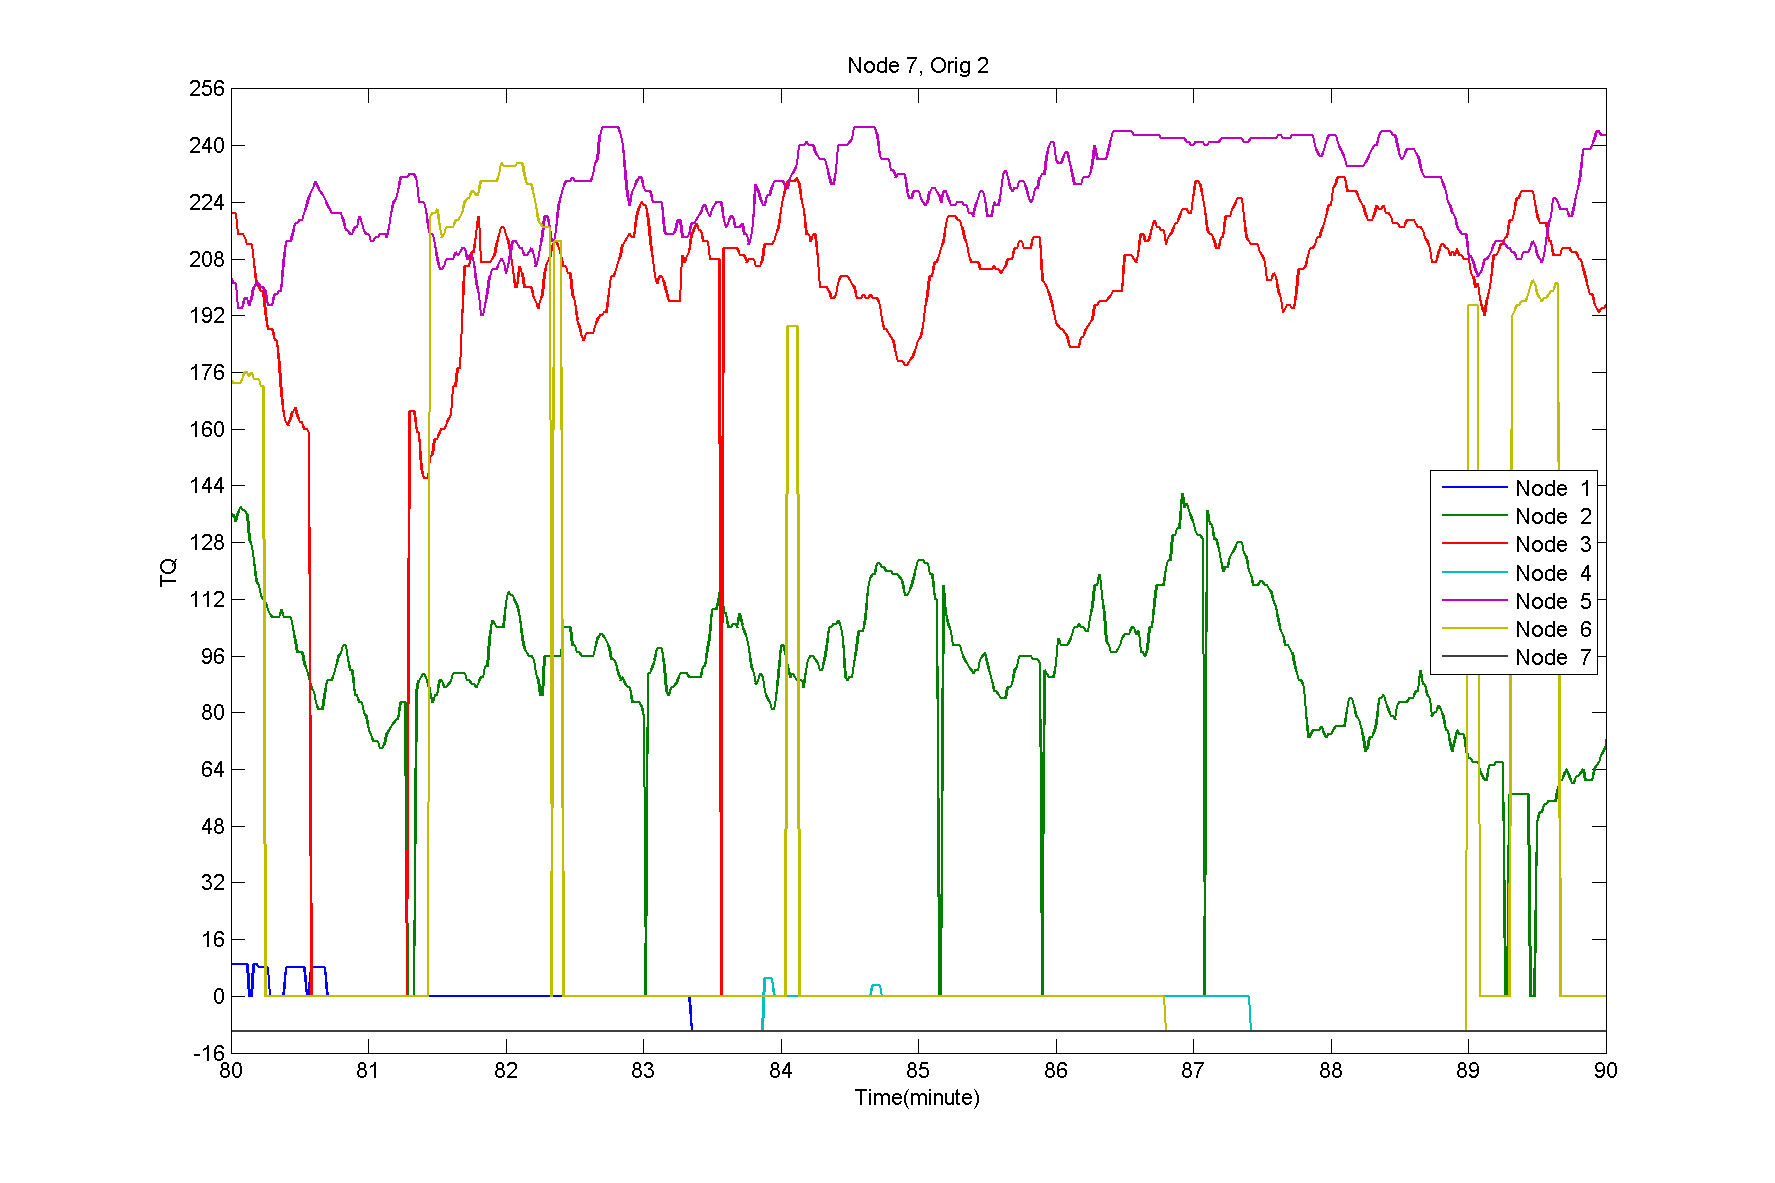 Node 7, Orig 2
256
240
224
208
192
176
160
144
128
112
96
80
64
48
32
16
0
-16
TQ
Node 1
Node 2
Node 3
Node 4
Node 5
Node 6
Node 7
80 81 82 83 84 85 86 87 88 89 90
Time(minute)